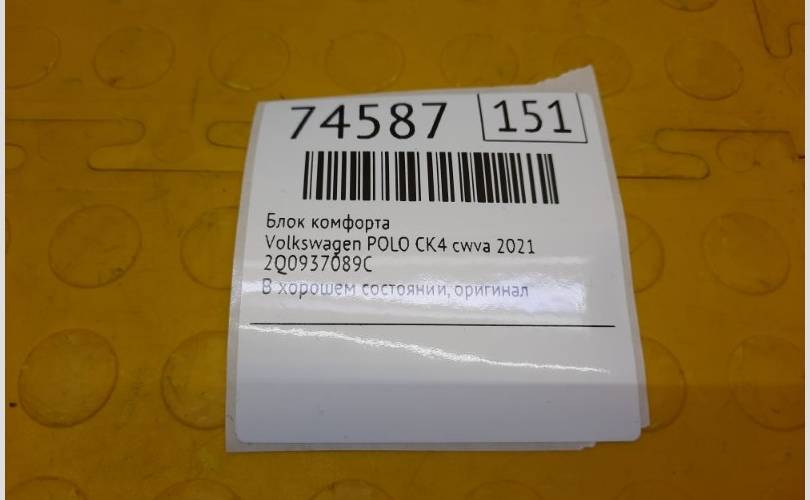 74587 151
Блок комфорта
Volkswagen POLO CK4 cwva 2021
2Q0937089C
В хорошем состоянии, оригинал